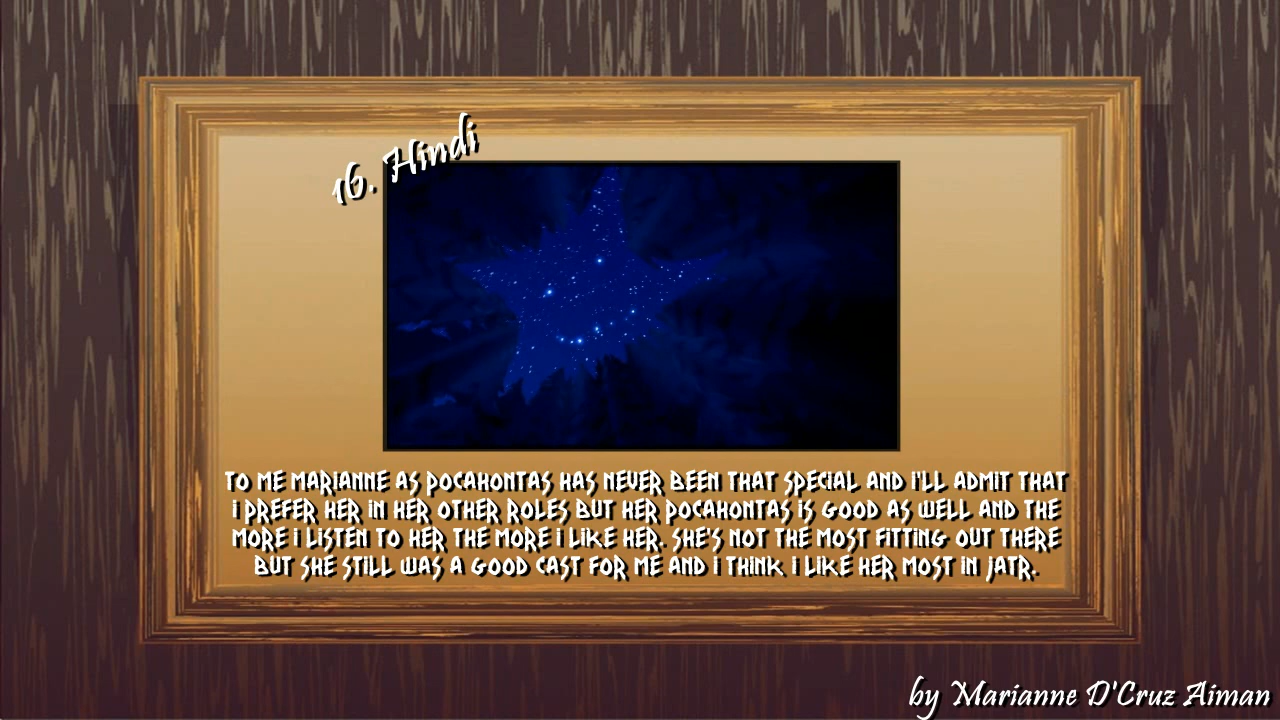 16. Hindi
TO ME MARIANNE AS POCAHONTAS HAS NEVER BEEN THAT SPECIAL AND I'LL ADMIT THAT
I PREFER HER IN HER OTHER ROLES BUT HER POCAHONTAS IS GOOD AS WELL AND THE
MORE I LISTEN TO HER THE MORE I LIKE HER. SHE'S NOT THE MOST FITTING OUT THERE
BUT SHE STILL WAS A GOOD CAST FOR ME AND I THINK I LIKE HER MOST IN JATR.
by Marianne D'Cruz Aiman